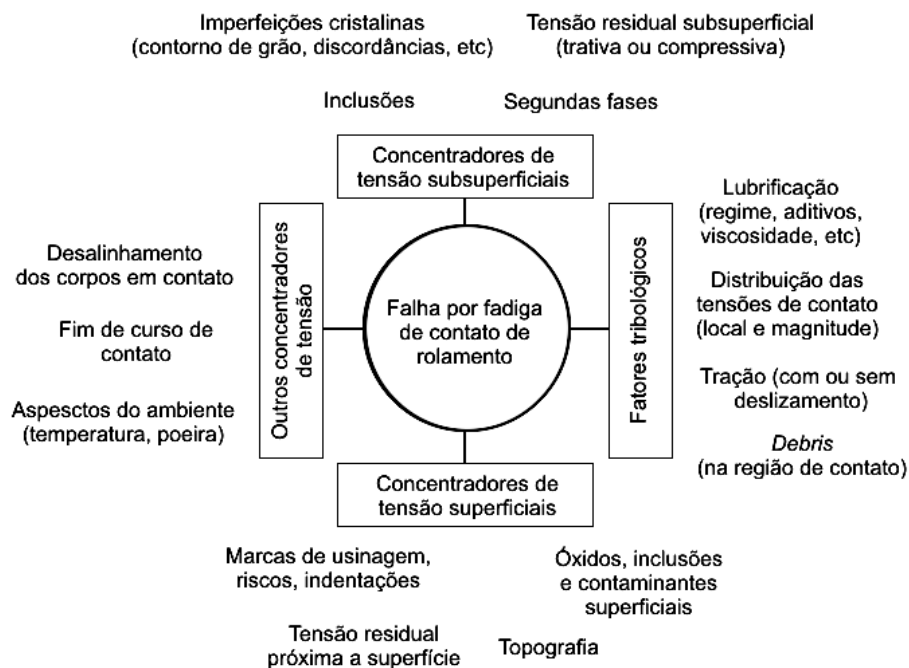 Imperfeições cristalinas
(contorno de grão, discordâncias, etc)
Tensão residual subsuperficial
(trativa ou compressiva)
Inclusões
Segundas fases
Concentradores de
tensão subsuperficiais
Desalinhamento
dos corpos em contato
Fim de curso de
contato
Aspesctos do ambiente
(temperatura, poeira)
Outros concentradores
de tensão
Falha por fadiga
de contato de
rolamento
Fatores tribológicos
Lubrificação
(regime, aditivos,
viscosidade, etc)
Distribuição das
tensões de contato
(local e magnitude)
Tração (com ou sem
deslizamento)
Debris
(na região de contato)
Concentradores de
tensão superficiais
Marcas de usinagem,
riscos, indentações
Óxidos, inclusões
e contaminantes
superficiais
Tensão residual
próxima a superfície
Topografia